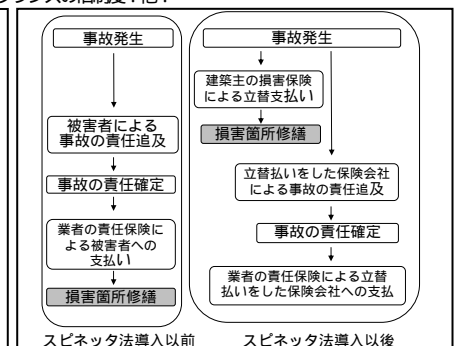 事故発生
被害者による
事故の責任追及
事故の責任確定
業者の責任保険に
よる被害者への
支払い
損害箇所修繕
スピネッタ法導入以前
事故発生
建築主の損害保険
による立替支払い
損害箇所修繕
立替払いをした保険会社
による事故の責任追及
事故の責任確定
業者の責任保険による立替
払いをした保険会社への支払
スピネッタ法導入以後